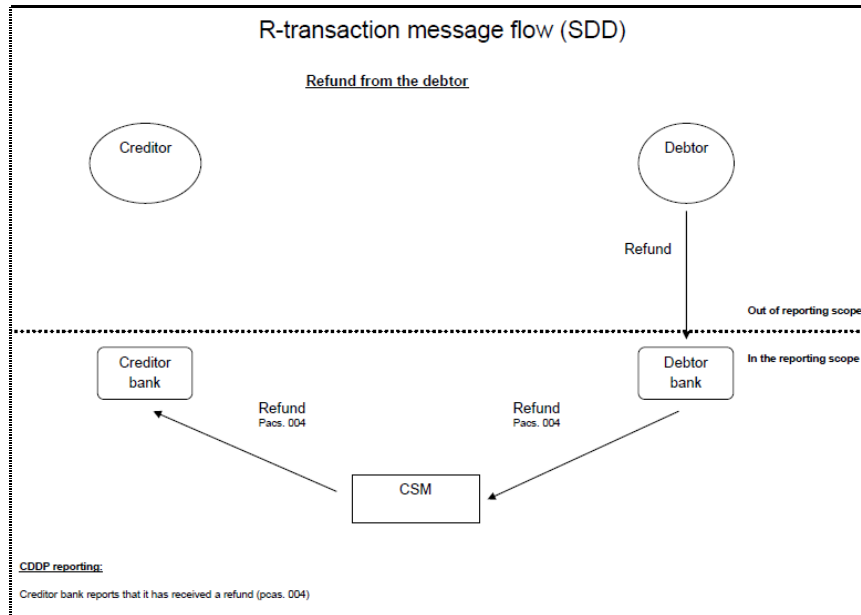 R-transaction message flow (SDD)
Refund from the debtor
Creditor
Debtor
Refund
Out of reporting scope
In the reporting scope
Creditor
bank
Debtor
bank
Refund
Pacs. 004
Refund
Pacs. 004
CSM
CDDP reporting:
Creditor bank reports that it has received a refund (pcas. 004)